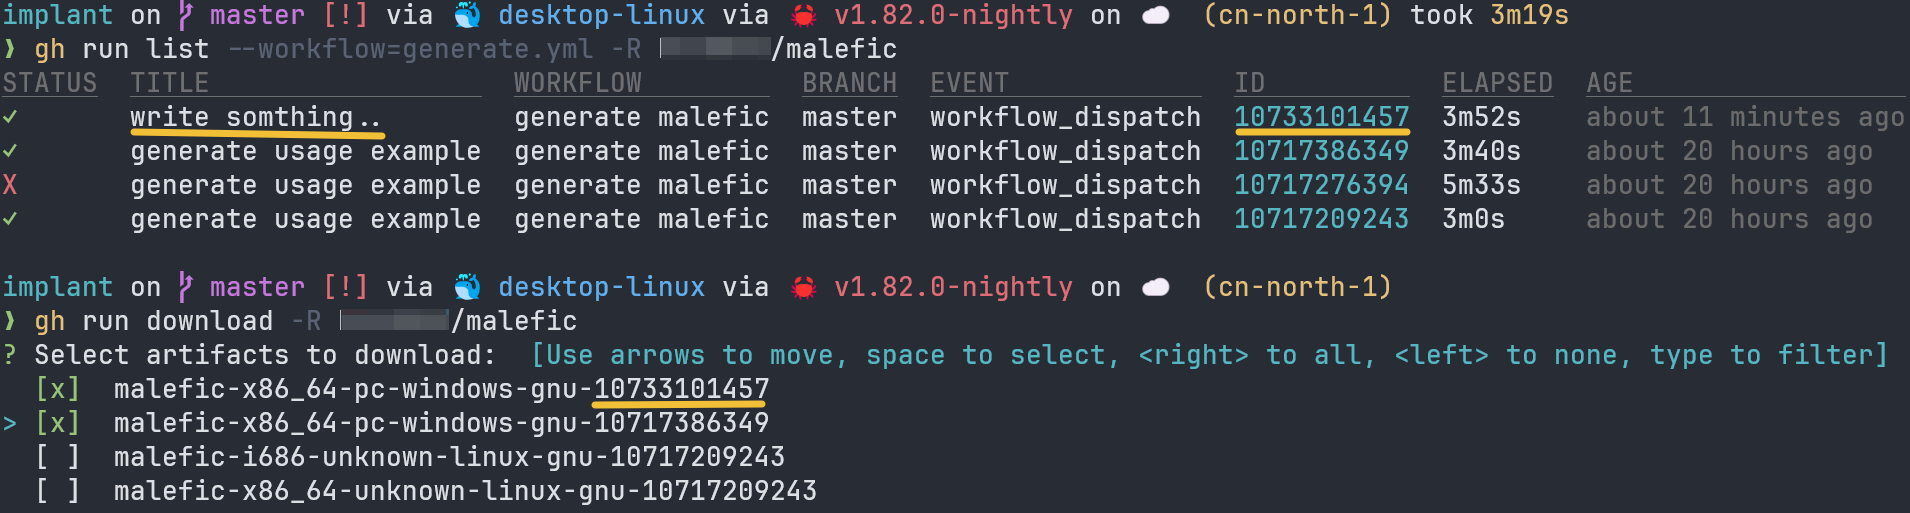 implant on master [!] via desktop-linux via v1.82.0-nightly on (cn-north-1) took 3m19s
❯ gh run list --workflow=generate.yml -R /malefic
STATUS TITLE WORKFLOW BRANCH EVENT ID ELAPSED AGE
✓ write somthing.. generate malefic master workflow_dispatch 10733101457 3m52s about 11 minutes ago
✓ generate usage example generate malefic master workflow_dispatch 10717386349 3m40s about 20 hours ago
X generate usage example generate malefic master workflow_dispatch 10717276394 5m33s about 20 hours ago
✓ generate usage example generate malefic master workflow_dispatch 10717209243 3m0s about 20 hours ago
implant on master [!] via desktop-linux via v1.82.0-nightly on (cn-north-1)
❯ gh run download -R /malefic
? Select artifacts to download: [Use arrows to move, space to select, <right> to all, <left> to none, type to filter]
[x] malefic-x86_64-pc-windows-gnu-10733101457
> [x] malefic-x86_64-pc-windows-gnu-10717386349
[ ] malefic-i686-unknown-linux-gnu-10717209243
[ ] malefic-x86_64-unknown-linux-gnu-10717209243